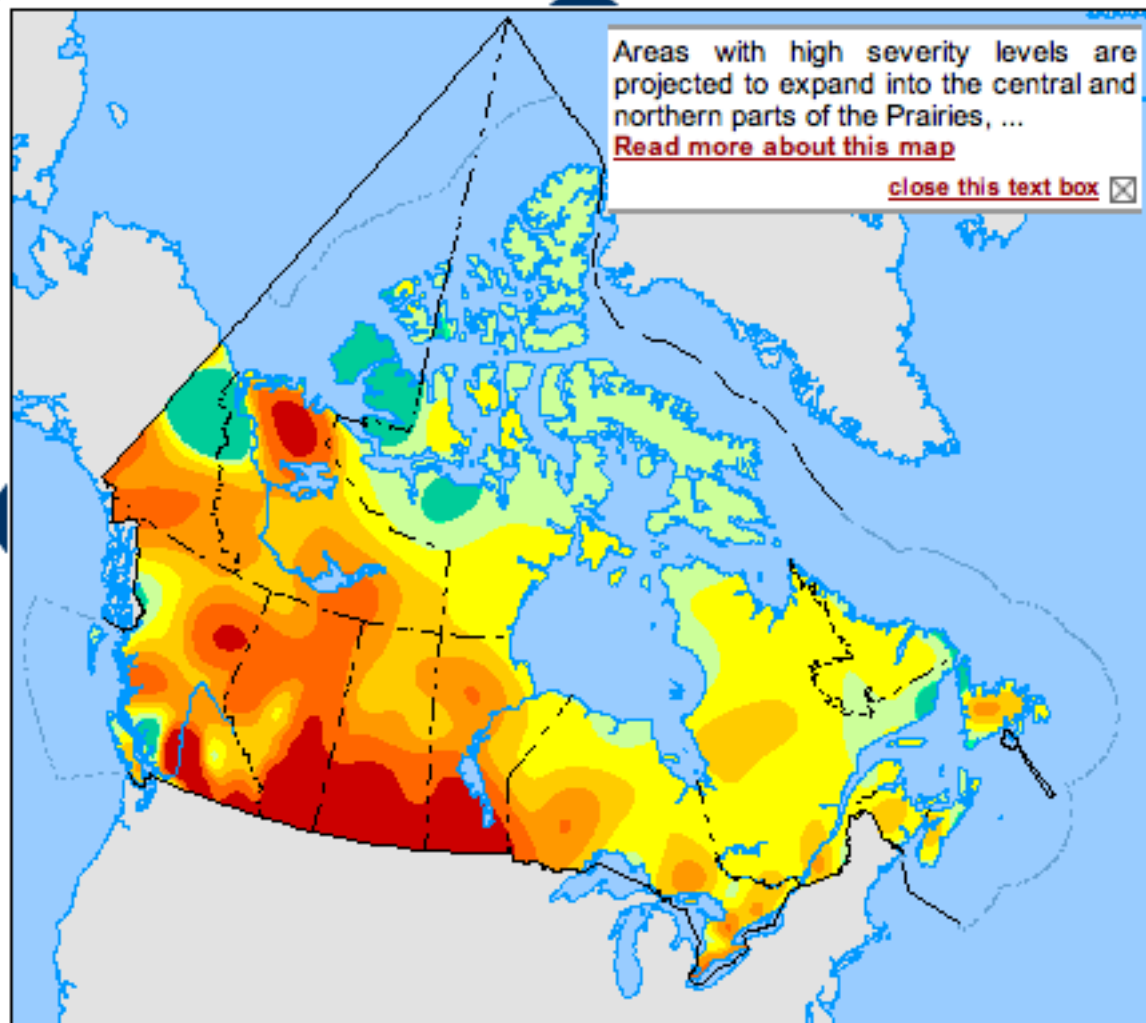 Areas with high severity levels are
projected to expand into the central and
northern parts of the Prairies, ...
Read more about this map
close this text box